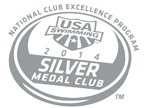 NATIONAL CLUB EXCELLENCE PROGRAM
USA
SWIMMING
2014
SILVER
MEDAL CLUB
TM